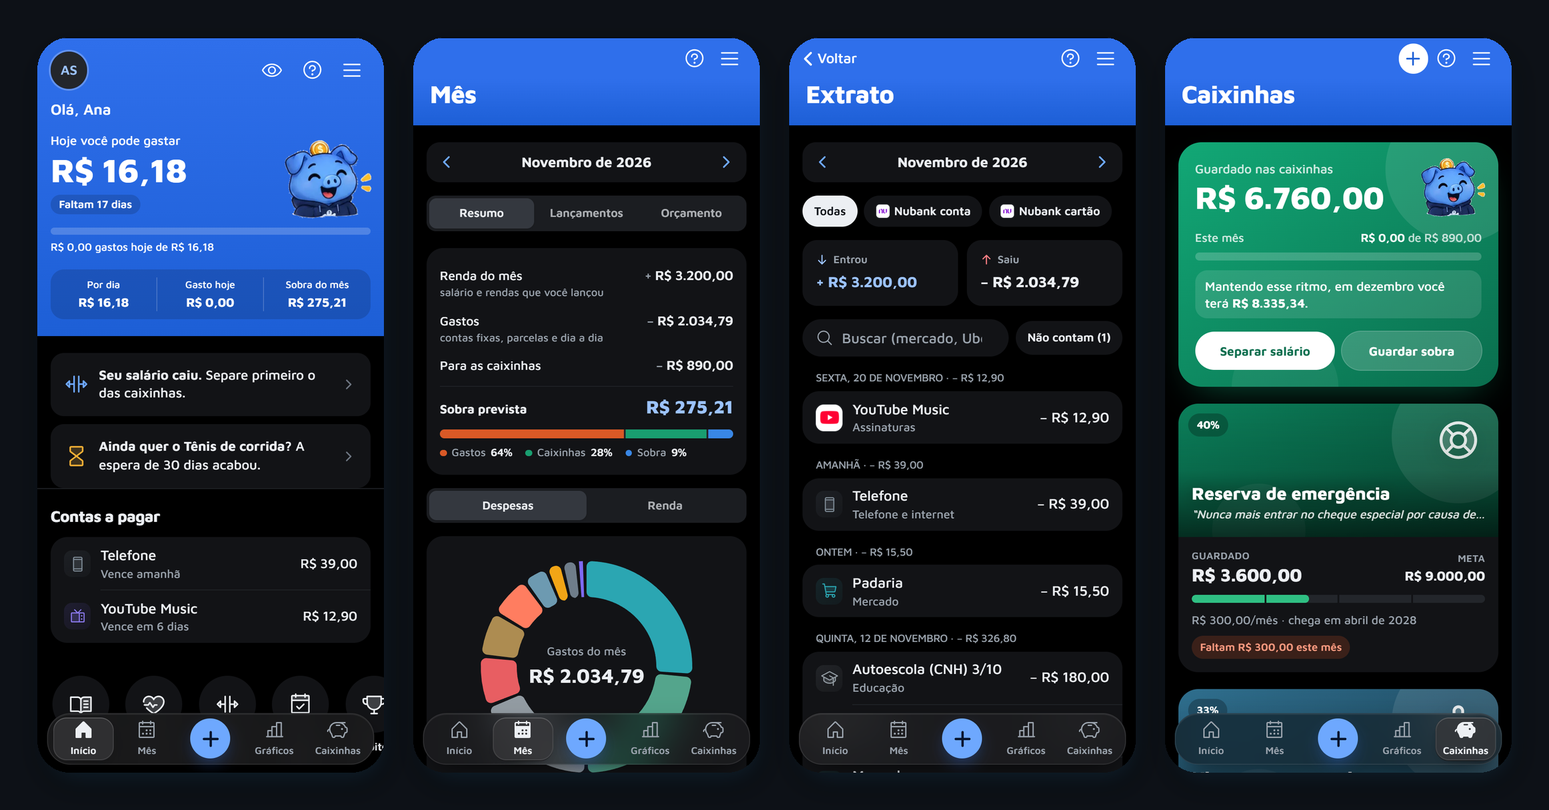 AS
Olá, Ana
Hoje você pode gastar
R$ 16,18
Faltam 17 dias
R$ 0,00 gastos hoje de R$ 16,18
Por dia
R$ 16,18
Gasto hoje
R$ 0,00
Sobra do mês
R$ 275,21
Seu salário caiu. Separe primeiro o
das caixinhas.
Ainda quer o Tênis de corrida? A
espera de 30 dias acabou.
Contas a pagar
Telefone
Vence amanhã
R$ 39,00
YouTube Music
Vence em 6 dias
R$ 12,90
Início
Mês
Gráficos
Caixinhas
Mês
Novembro de 2026
Resumo
Lançamentos
Orçamento
Renda do mês
+ R$ 3.200,00
salário e rendas que você lançou
Gastos
– R$ 2.034,79
contas fixas, parcelas e dia a dia
Para as caixinhas
– R$ 890,00
Sobra prevista
R$ 275,21
Gastos 64%
Caixinhas 28%
Sobra 9%
Despesas
Renda
Gastos do mês
R$ 2.034,79
Início
Mês
Gráficos
Caixinhas
Voltar
Extrato
Novembro de 2026
Todas
Nubank conta
Nubank cartão
Entrou
+ R$ 3.200,00
Saiu
– R$ 2.034,79
Buscar (mercado, Ub
Não contam (1)
SEXTA, 20 DE NOVEMBRO · – R$ 12,90
YouTube Music
Assinaturas
– R$ 12,90
AMANHÃ · – R$ 39,00
Telefone
Telefone e internet
– R$ 39,00
ONTEM · – R$ 15,50
Padaria
Mercado
– R$ 15,50
QUINTA, 12 DE NOVEMBRO · – R$ 326,80
Autoescola (CNH) 3/10
Educação
– R$ 180,00
Início
Mês
Gráficos
Caixinhas
Caixinhas
Guardado nas caixinhas
R$ 6.760,00
Este mês
R$ 0,00 de R$ 890,00
Mantendo esse ritmo, em dezembro você
terá R$ 8.335,34.
Separar salário
Guardar sobra
40%
Reserva de emergência
"Nunca mais entrar no cheque especial por causa de…
GUARDADO
R$ 3.600,00
META
R$ 9.000,00
R$ 300,00/mês · chega em abril de 2028
Faltam R$ 300,00 este mês
33%
Início
Mês
Gráficos
Caixinhas